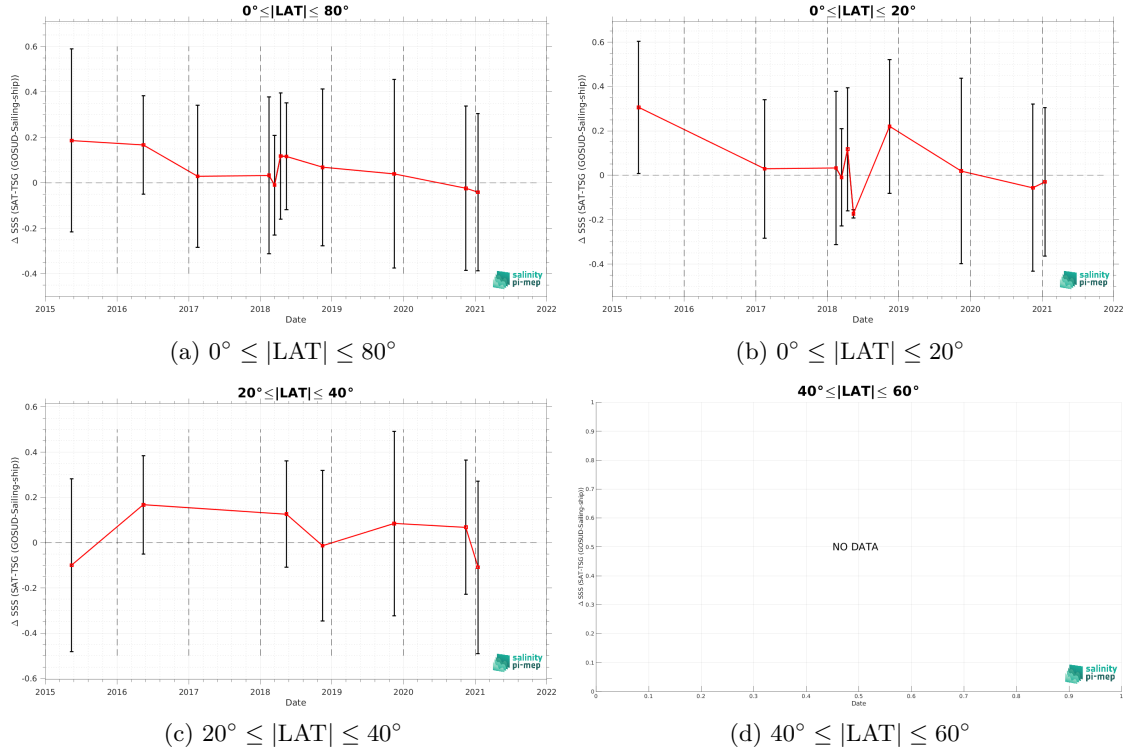 0°≤|LAT|≤ 80°
Δ SSS (SAT-TSG (GOSUD-Sailing-ship))
0.6
0.4
0.2
0
-0.2
-0.4
2015 2016 2017 2018 2019 2020 2021 2022
Date
salinity
pi-mep
(a) 0° ≤ |LAT| ≤ 80°
0°≤|LAT|≤ 20°
Δ SSS (SAT-TSG (GOSUD-Sailing-ship))
0.6
0.4
0.2
0
-0.2
-0.4
2015 2016 2017 2018 2019 2020 2021 2022
Date
salinity
pi-mep
(b) 0° ≤ |LAT| ≤ 20°
20°≤|LAT|≤ 40°
Δ SSS (SAT-TSG (GOSUD-Sailing-ship))
0.6
0.4
0.2
0
-0.2
-0.4
-0.6
2015 2016 2017 2018 2019 2020 2021 2022
Date
salinity
pi-mep
(c) 20° ≤ |LAT| ≤ 40°
40°≤|LAT|≤ 60°
Δ SSS (SAT-TSG (GOSUD-Sailing-ship))
1
0.9
0.8
0.7
0.6
0.5
0.4
0.3
0.2
0.1
0
NO DATA
0 0.1 0.2 0.3 0.4 0.5 0.6 0.7 0.8 0.9 1
Date
salinity
pi-mep
(d) 40° ≤ |LAT| ≤ 60°